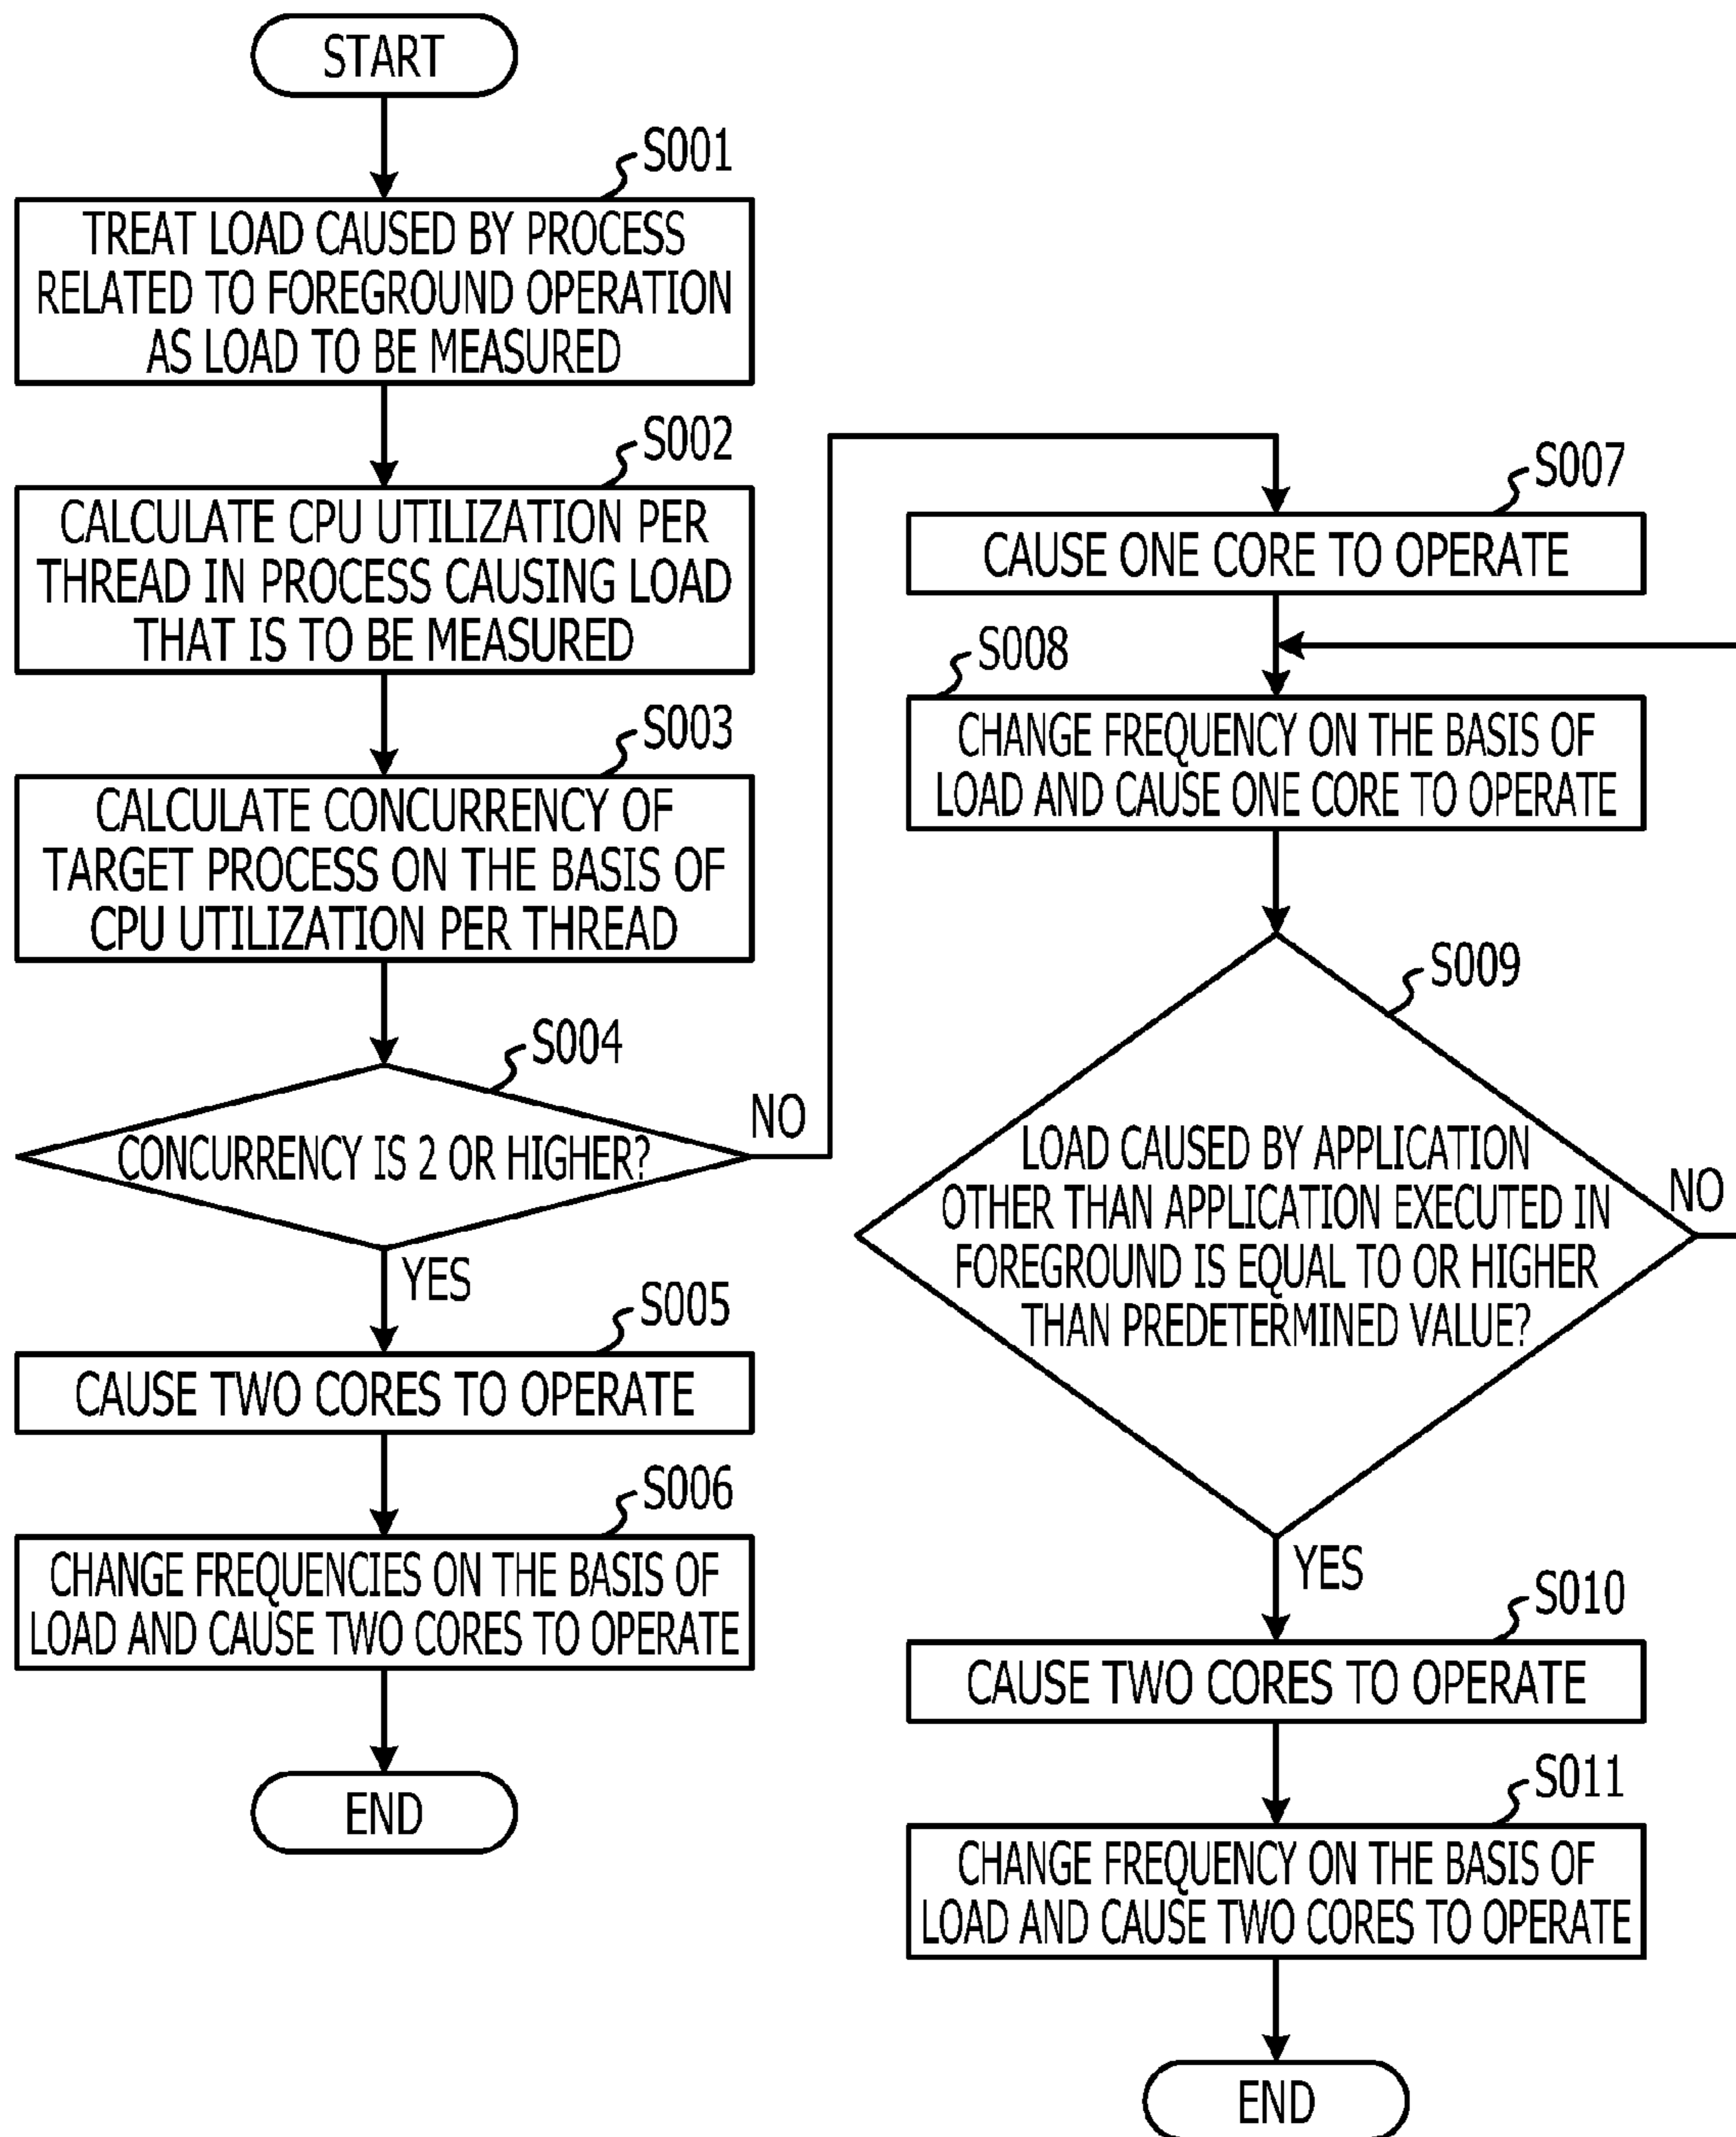 START
S001
TREAT LOAD CAUSED BY PROCESS
RELATED TO FOREGROUND OPERATION
AS LOAD TO BE MEASURED
S002
CALCULATE CPU UTILIZATION PER
THREAD IN PROCESS CAUSING LOAD
THAT IS TO BE MEASURED
S003
CALCULATE CONCURRENCY OF
TARGET PROCESS ON THE BASIS OF
CPU UTILIZATION PER THREAD
S004
CONCURRENCY IS 2 OR HIGHER?
NO
YES
S005
CAUSE TWO CORES TO OPERATE
S006
CHANGE FREQUENCIES ON THE BASIS OF
LOAD AND CAUSE TWO CORES TO OPERATE
END
S007
CAUSE ONE CORE TO OPERATE
S008
CHANGE FREQUENCY ON THE BASIS OF
LOAD AND CAUSE ONE CORE TO OPERATE
S009
LOAD CAUSED BY APPLICATION
OTHER THAN APPLICATION EXECUTED IN
FOREGROUND IS EQUAL TO OR HIGHER
THAN PREDETERMINED VALUE?
NO
YES
S010
CAUSE TWO CORES TO OPERATE
S011
CHANGE FREQUENCY ON THE BASIS OF
LOAD AND CAUSE TWO CORES TO OPERATE
END